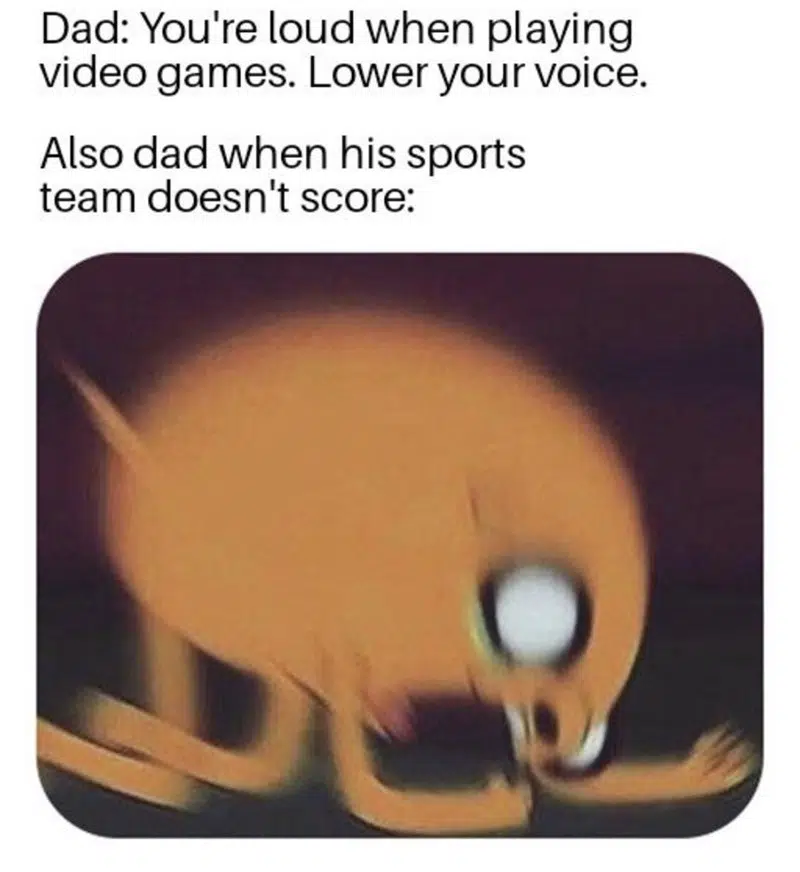 Dad: You're loud when playing
video games. Lower your voice.
Also dad when his sports
team doesn't score: